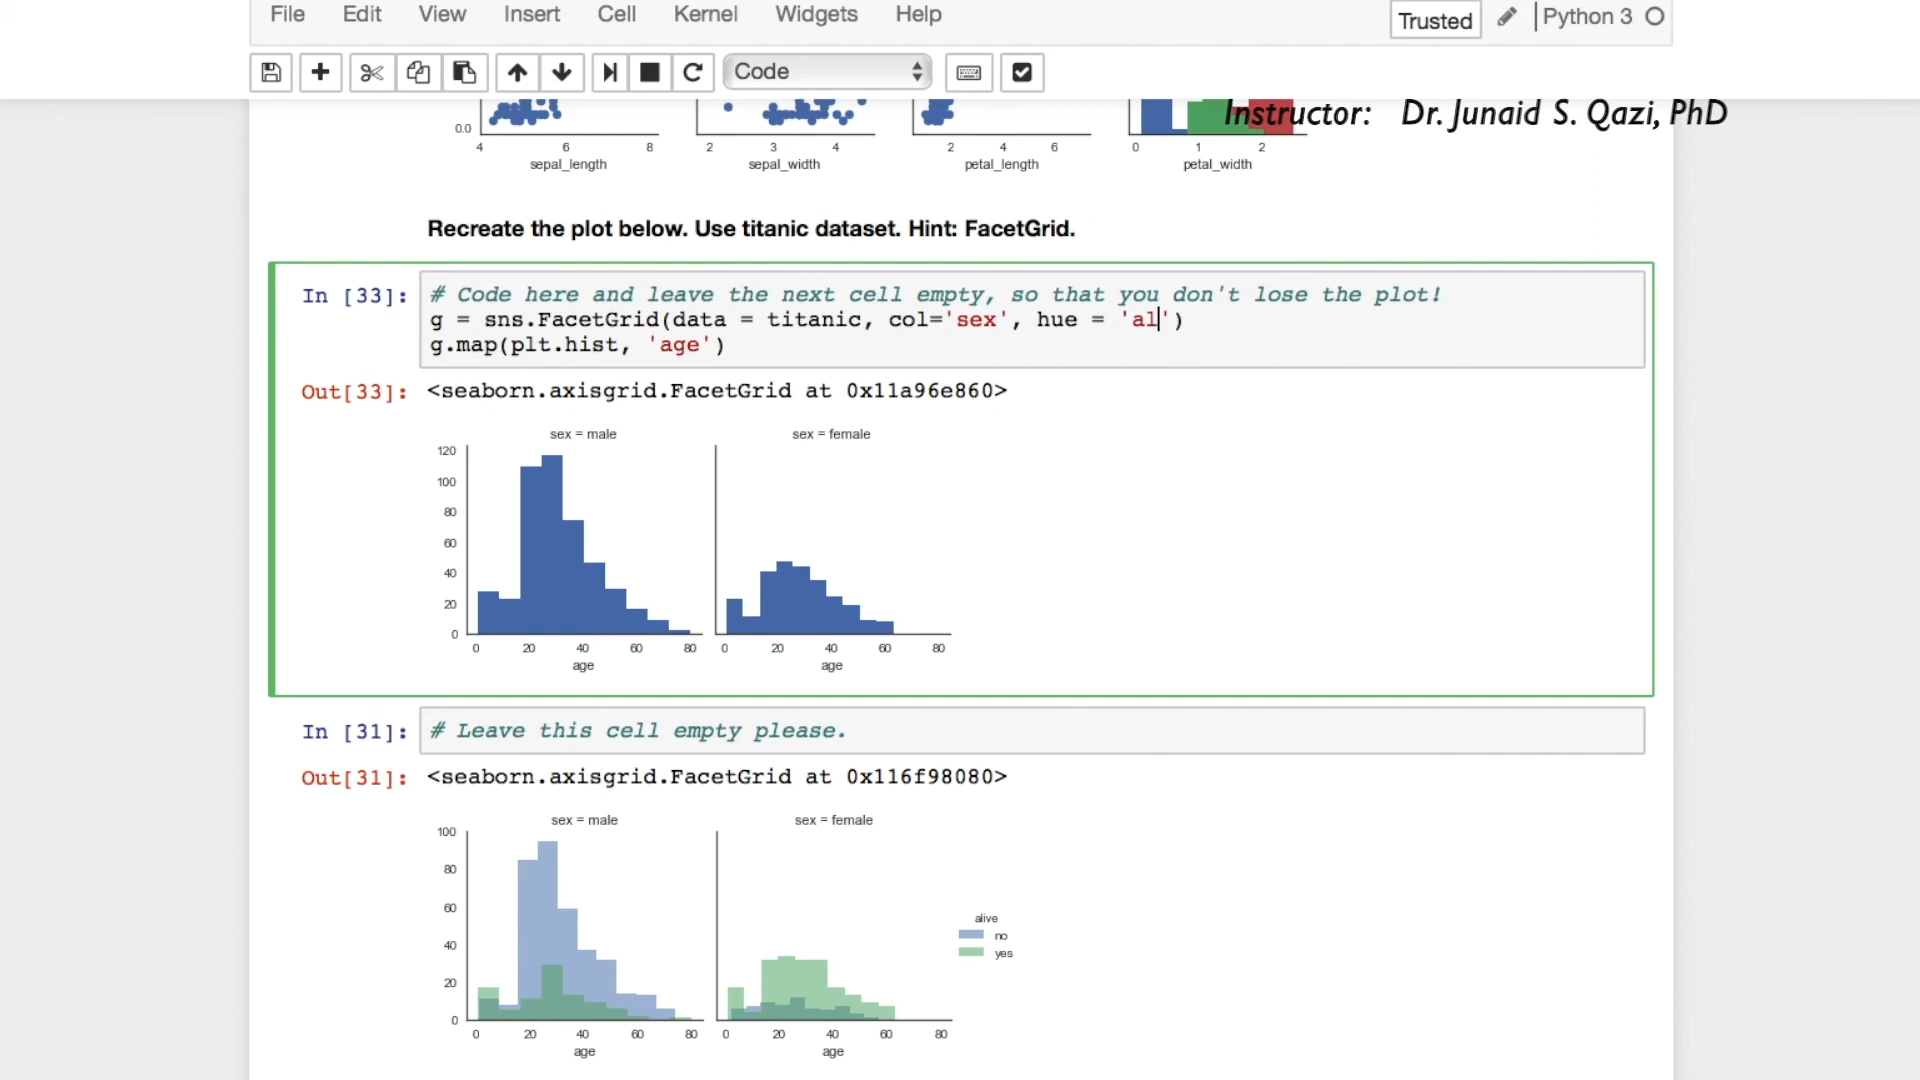 File Edit View Insert Cell Kernel Widgets Help Trusted Python 3
Code
Instructor: Dr. Junaid S. Qazi, PhD
0.0
4 6 8 2 3 4 2 4 6 0 1 2
sepal_length sepal_width petal_length petal_width
Recreate the plot below. Use titanic dataset. Hint: FacetGrid.
In [33]: # Code here and leave the next cell empty, so that you don't lose the plot!
g = sns.FacetGrid(data = titanic, col='sex', hue = 'al')
g.map(plt.hist, 'age')
Out[33]: <seaborn.axisgrid.FacetGrid at 0x11a96e860>
sex = male sex = female
120
100
80
60
40
20
0
0 20 40 60 80 0 20 40 60 80
age age
In [31]: # Leave this cell empty please.
Out[31]: <seaborn.axisgrid.FacetGrid at 0x116f98080>
sex = male sex = female
100
80
60
40
20
0
alive
no
yes
0 20 40 60 80 0 20 40 60 80
age age